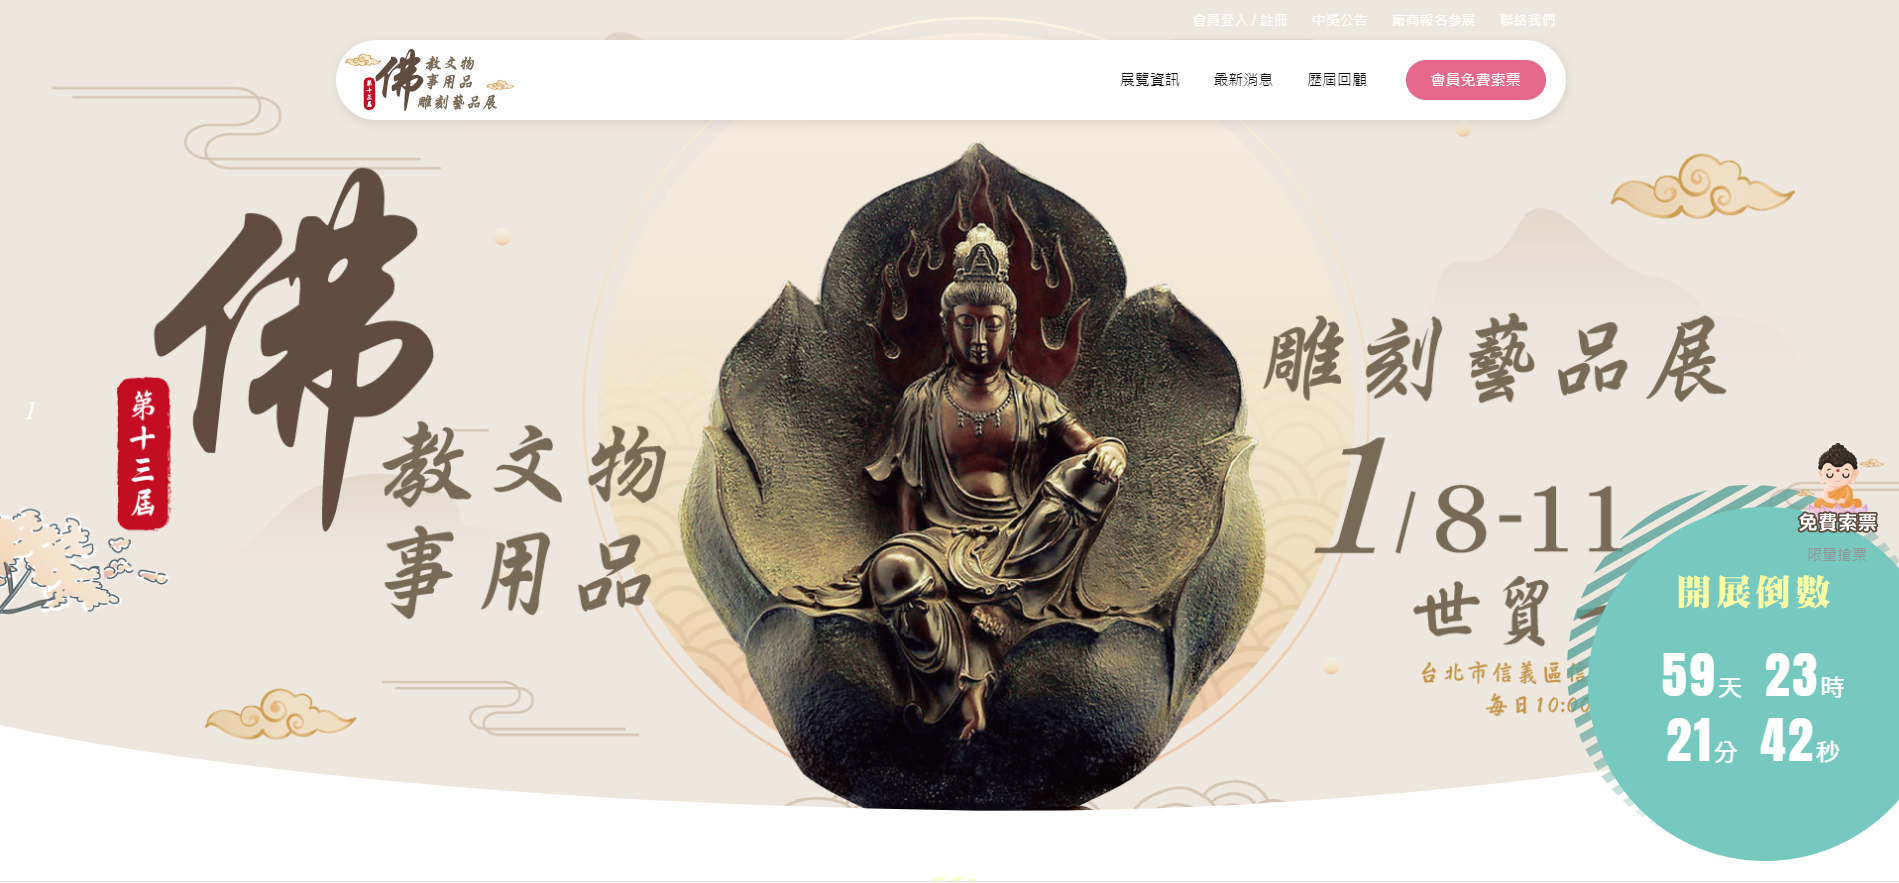 會員登入 / 註冊 中獎公告 廠商報名參展 聯絡我們
第十三屆
佛
教文物
事用品
雕刻藝品展
展覽資訊 最新消息 歷屆回顧 會員免費索票
第十三屆
佛
教文物
事用品
雕刻藝品展
1/8-11
世貿
台北市信義區信
每日10:00
1
免費索票
限量搶票
開展倒數
59天 23時
21分 42秒